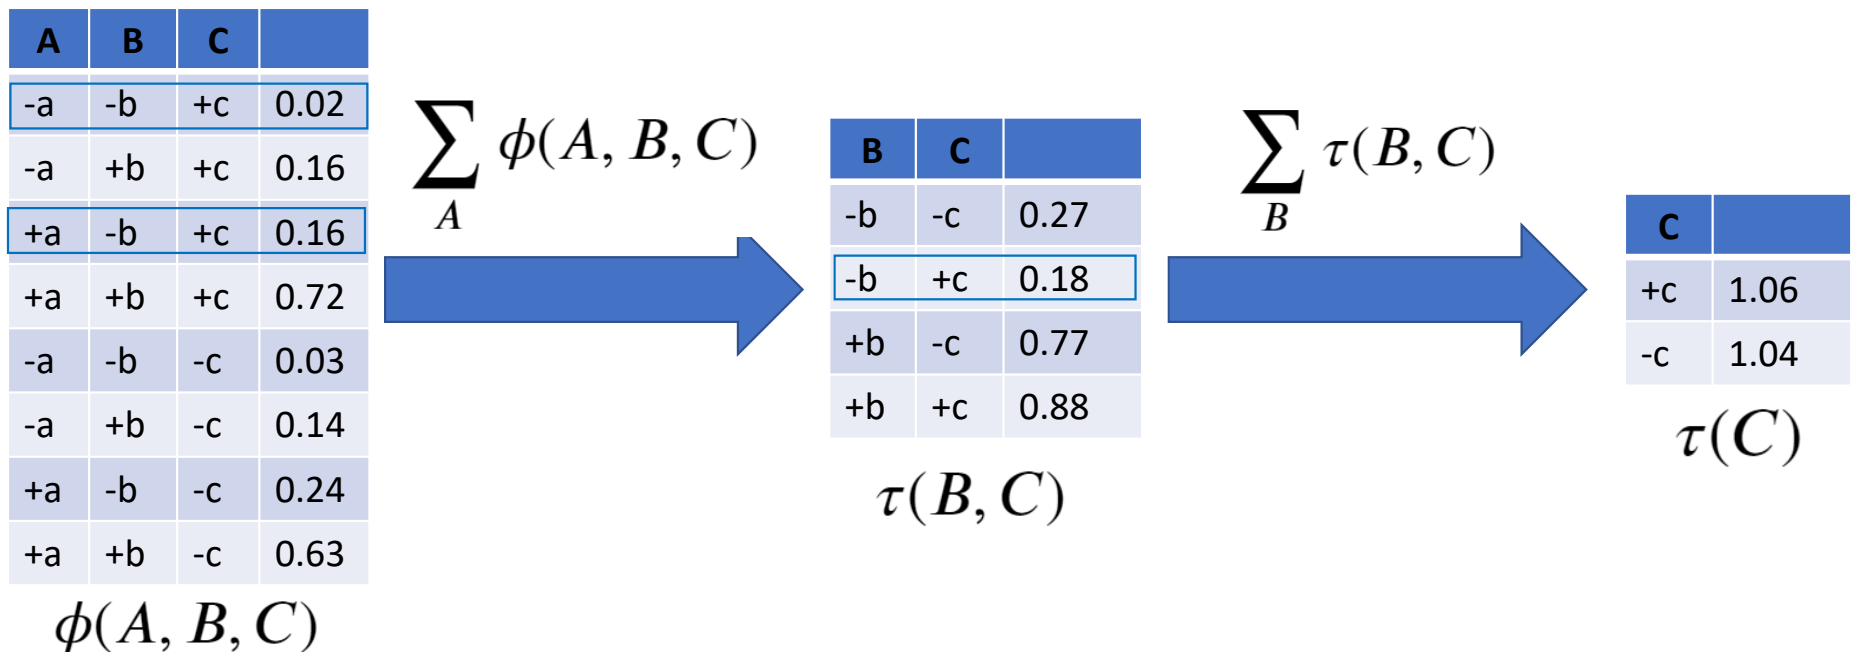 A B C
-a -b +c 0.02
-a +b +c 0.16
+a -b +c 0.16
+a +b +c 0.72
-a -b -c 0.03
-a +b -c 0.14
+a -b -c 0.24
+a +b -c 0.63
ϕ(A, B, C)
∑ ϕ(A, B, C)
A
B C
-b -c 0.27
-b +c 0.18
+b -c 0.77
+b +c 0.88
τ(B, C)
∑ τ(B, C)
B
C
+c 1.06
-c 1.04
τ(C)